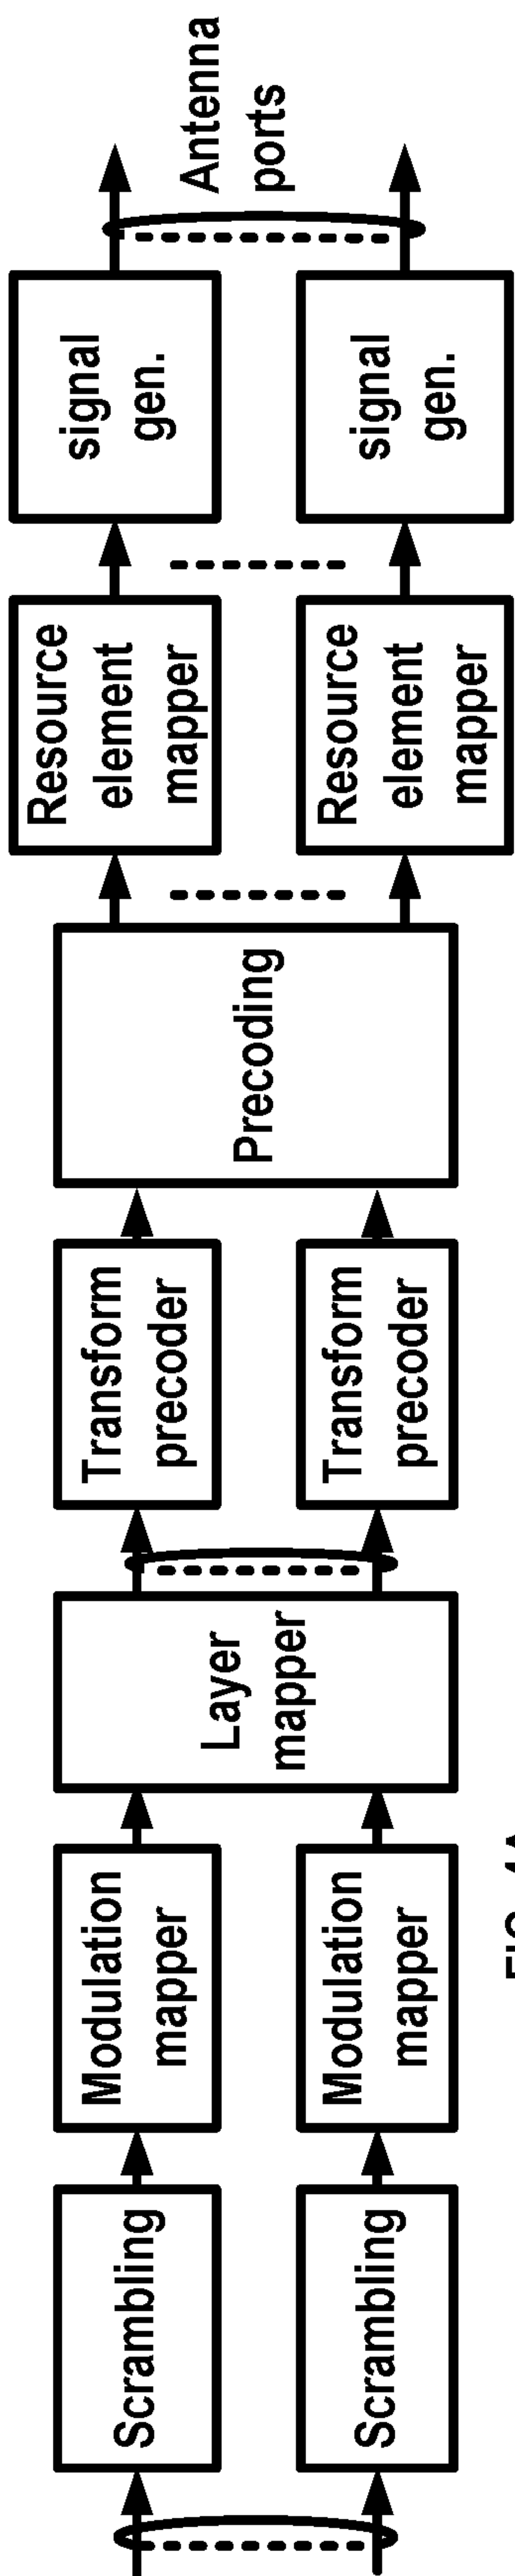 Scrambling
Scrambling
Modulation
mapper
Modulation
mapper
Layer
mapper
Transform
precoder
Transform
precoder
Precoding
Resource
element
mapper
Resource
element
mapper
signal
gen.
signal
gen.
Antenna
ports